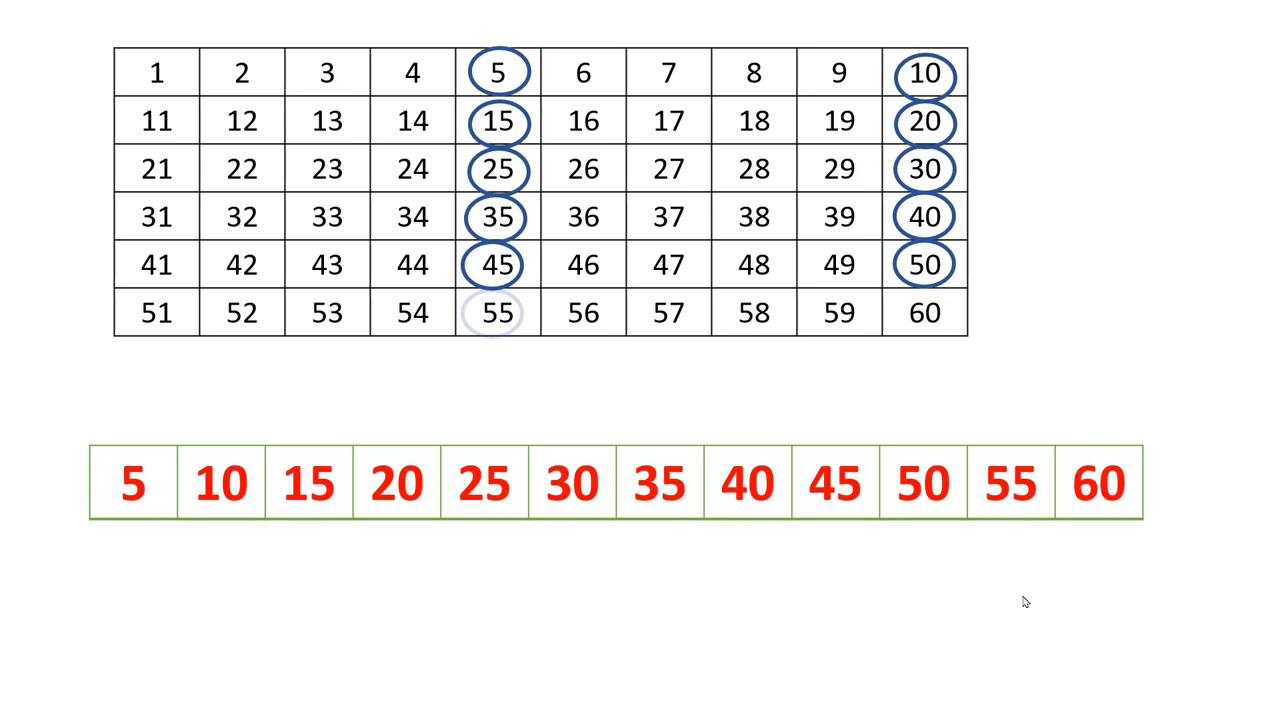 1 2 3 4 5 6 7 8 9 10
11 12 13 14 15 16 17 18 19 20
21 22 23 24 25 26 27 28 29 30
31 32 33 34 35 36 37 38 39 40
41 42 43 44 45 46 47 48 49 50
51 52 53 54 55 56 57 58 59 60
5 10 15 20 25 30 35 40 45 50 55 60